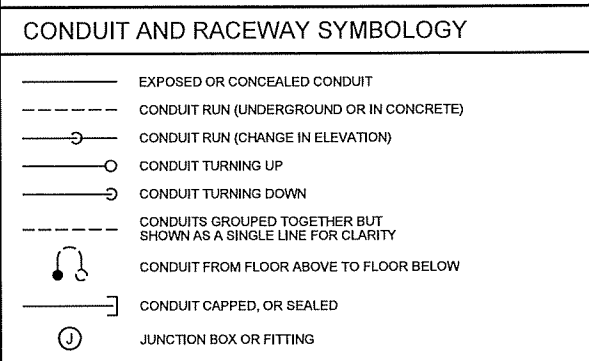 CONDUIT AND RACEWAY SYMBOLOGY
EXPOSED OR CONCEALED CONDUIT
CONDUIT RUN (UNDERGROUND OR IN CONCRETE)
CONDUIT RUN (CHANGE IN ELEVATION)
CONDUIT TURNING UP
CONDUIT TURNING DOWN
CONDUITS GROUPED TOGETHER BUT
SHOWN AS A SINGLE LINE FOR CLARITY
CONDUIT FROM FLOOR ABOVE TO FLOOR BELOW
CONDUIT CAPPED, OR SEALED
J JUNCTION BOX OR FITTING